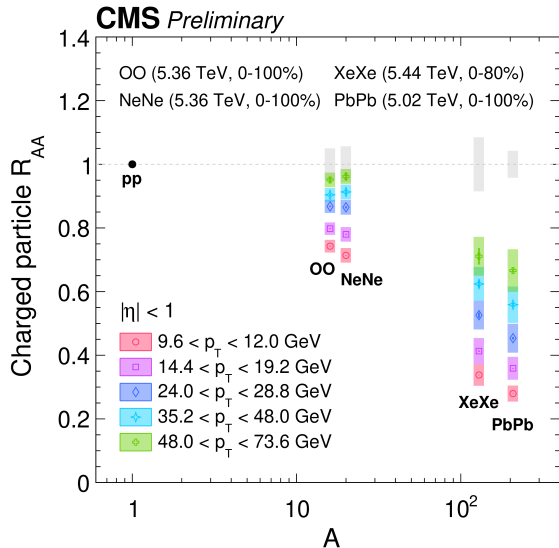 CMS Preliminary
Charged particle R_AA
1.4
1.2
1
0.8
0.6
0.4
0.2
0
OO (5.36 TeV, 0-100%) XeXe (5.44 TeV, 0-80%)
NeNe (5.36 TeV, 0-100%) PbPb (5.02 TeV, 0-100%)
pp
OO
NeNe
|η| < 1
9.6 < p_T < 12.0 GeV
14.4 < p_T < 19.2 GeV
24.0 < p_T < 28.8 GeV
35.2 < p_T < 48.0 GeV
48.0 < p_T < 73.6 GeV
XeXe
PbPb
1 10 10²
A